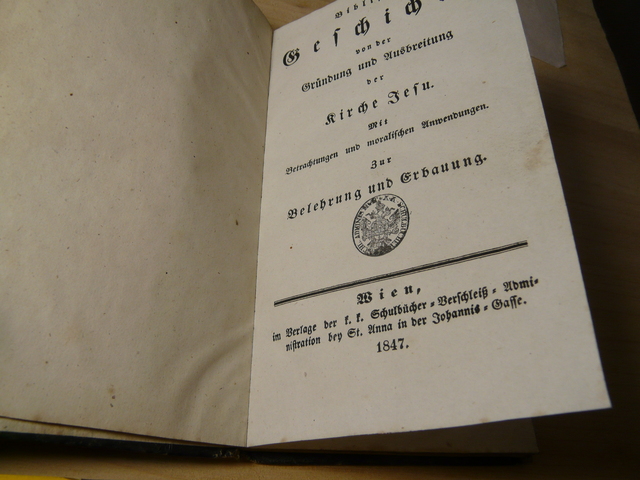 Geschich
von der
Gründung und Ausbreitung
der
Kirche Jesu.
Mit
Betrachtungen und moralischen Anwendungen.
Zur
Belehrung und Erbauung.
Wien,
im Verlage der k. k. Schulbücher-Verschleiß-Admi-
nistration bey St. Anna in der Johannis-Gasse.
1847.